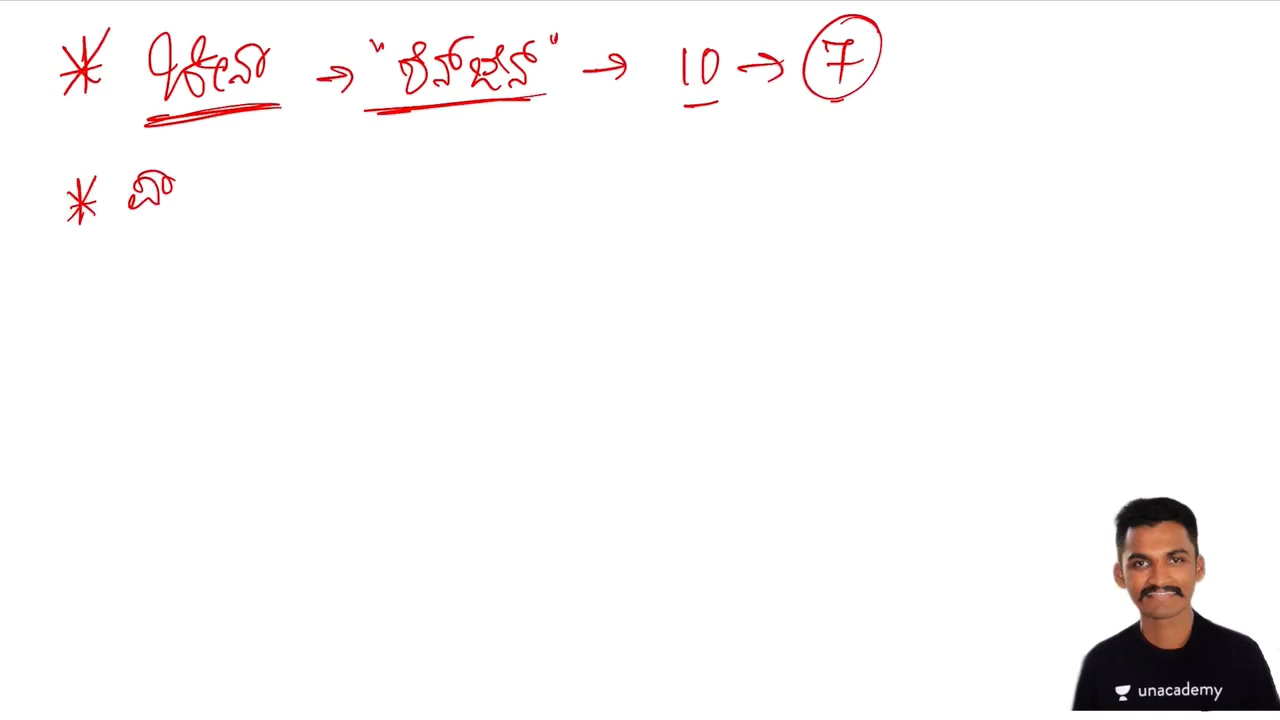 * ಚೀನಾ → "ಶೆನ್ಜೇನ್" → 10 → 7
* ವಾ
unacademy